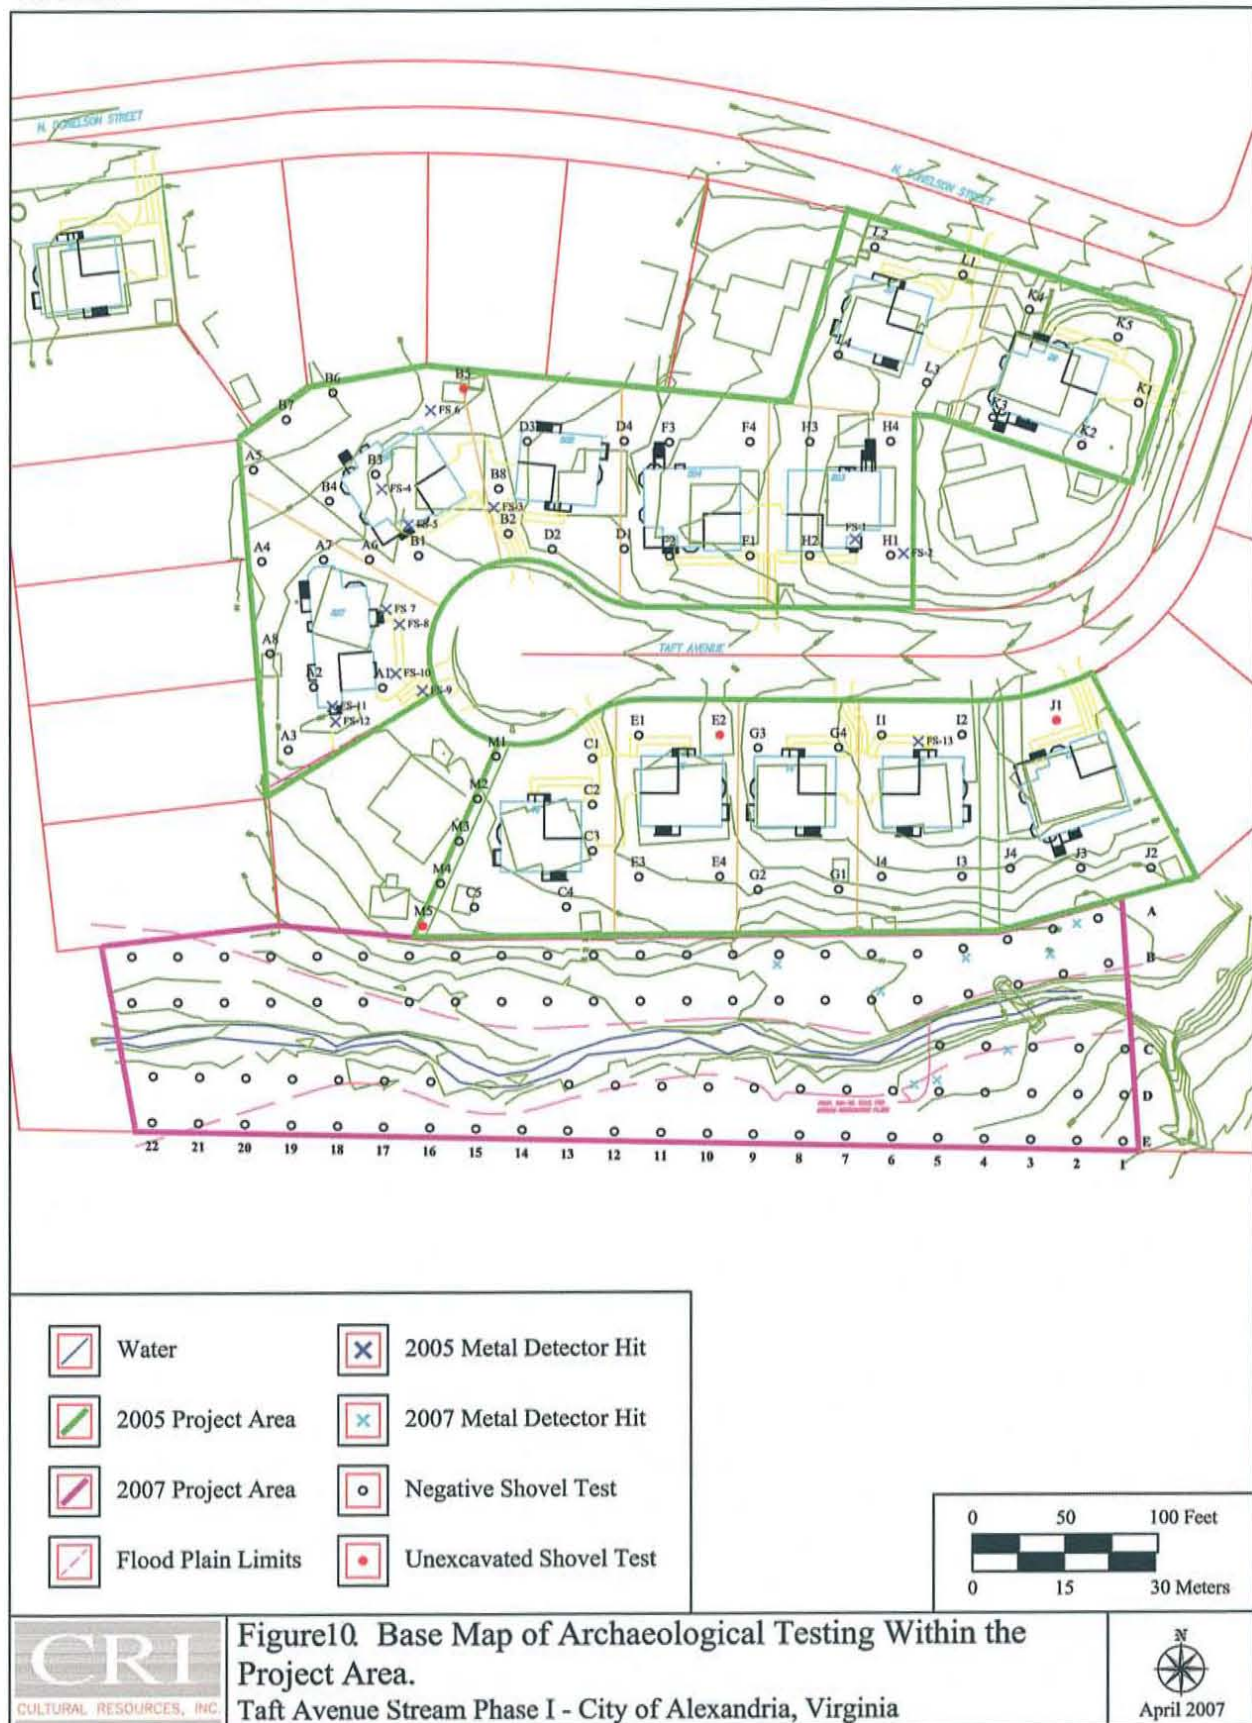 N. DONELSON STREET
N. DONELSON STREET
L2
L1
K4
K5
L4
L3
K1
K3
K2
B6
B5
B7
FS-6
D3
D4
F3
F4
H3
H4
A5
B3
B4
FS-4
B8
FS-3
FS-5
B2
FS-1
A4
A7
A6
B1
D2
D1
F2
F1
H2
H1
FS-2
FS-7
FS-8
A8
TAFT AVENUE
A2
A1
FS-10
FS-9
FS-11
FS-12
A3
M1
C1
E1
E2
G3
G4
I1
FS-13
I2
J1
M2
C2
M3
C3
M4
E3
E4
G2
G1
I4
I3
J4
J3
J2
M5
C5
C4
A
B
C
D
E
22 21 20 19 18 17 16 15 14 13 12 11 10 9 8 7 6 5 4 3 2 1
Water
2005 Metal Detector Hit
2005 Project Area
2007 Metal Detector Hit
2007 Project Area
Negative Shovel Test
Flood Plain Limits
Unexcavated Shovel Test
0 50 100 Feet
0 15 30 Meters
CRI
CULTURAL RESOURCES, INC.
Figure10. Base Map of Archaeological Testing Within the
Project Area.
Taft Avenue Stream Phase I - City of Alexandria, Virginia
N
April 2007